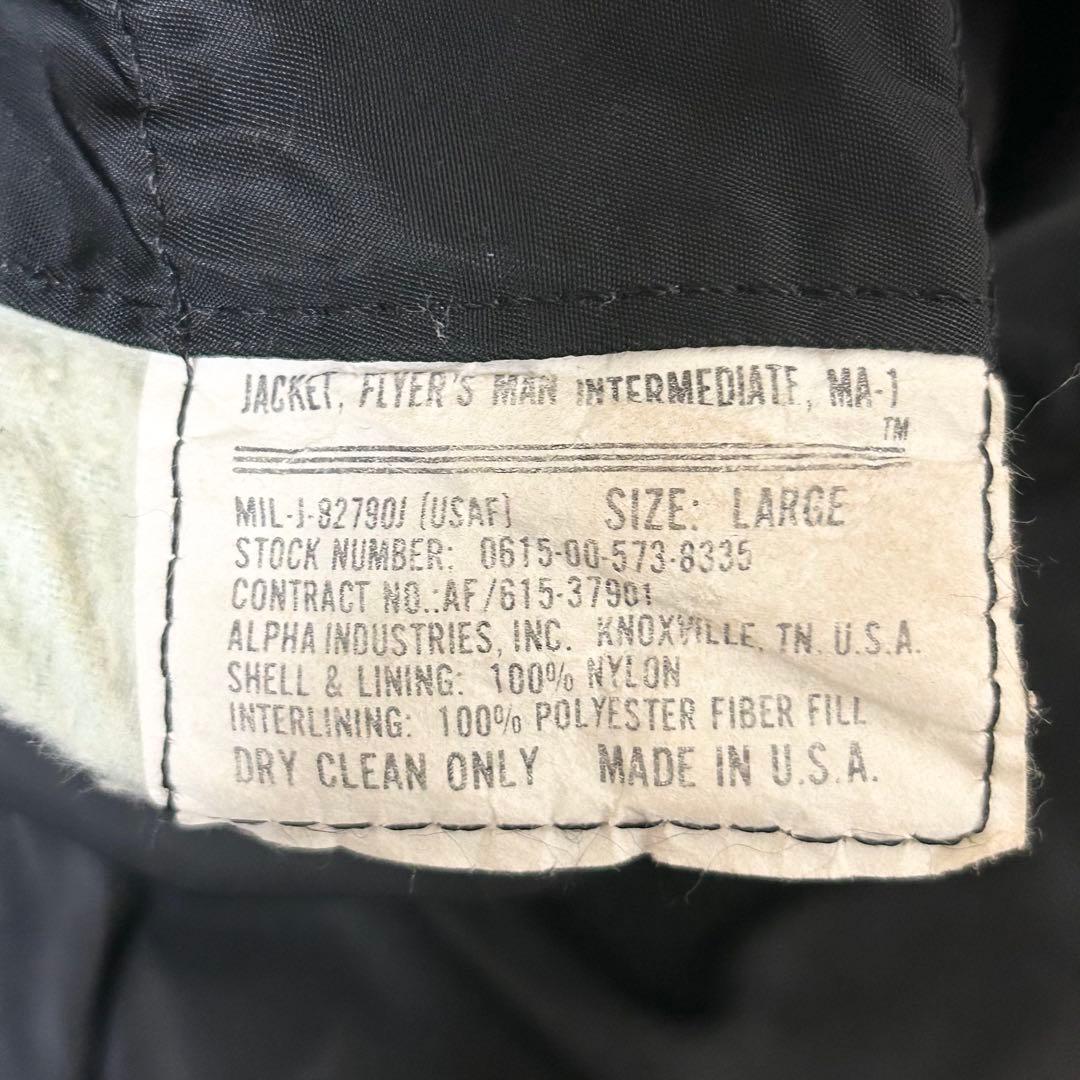 JACKET, FLYER'S MAN INTERMEDIATE, MA-1
TM
MIL-J-82790J (USAF) SIZE: LARGE
STOCK NUMBER: 0615-00-573-8335
CONTRACT NO.:AF/615-37901
ALPHA INDUSTRIES, INC. KNOXVILLE, TN. U.S.A.
SHELL & LINING: 100% NYLON
INTERLINING: 100% POLYESTER FIBER FILL
DRY CLEAN ONLY MADE IN U.S.A.